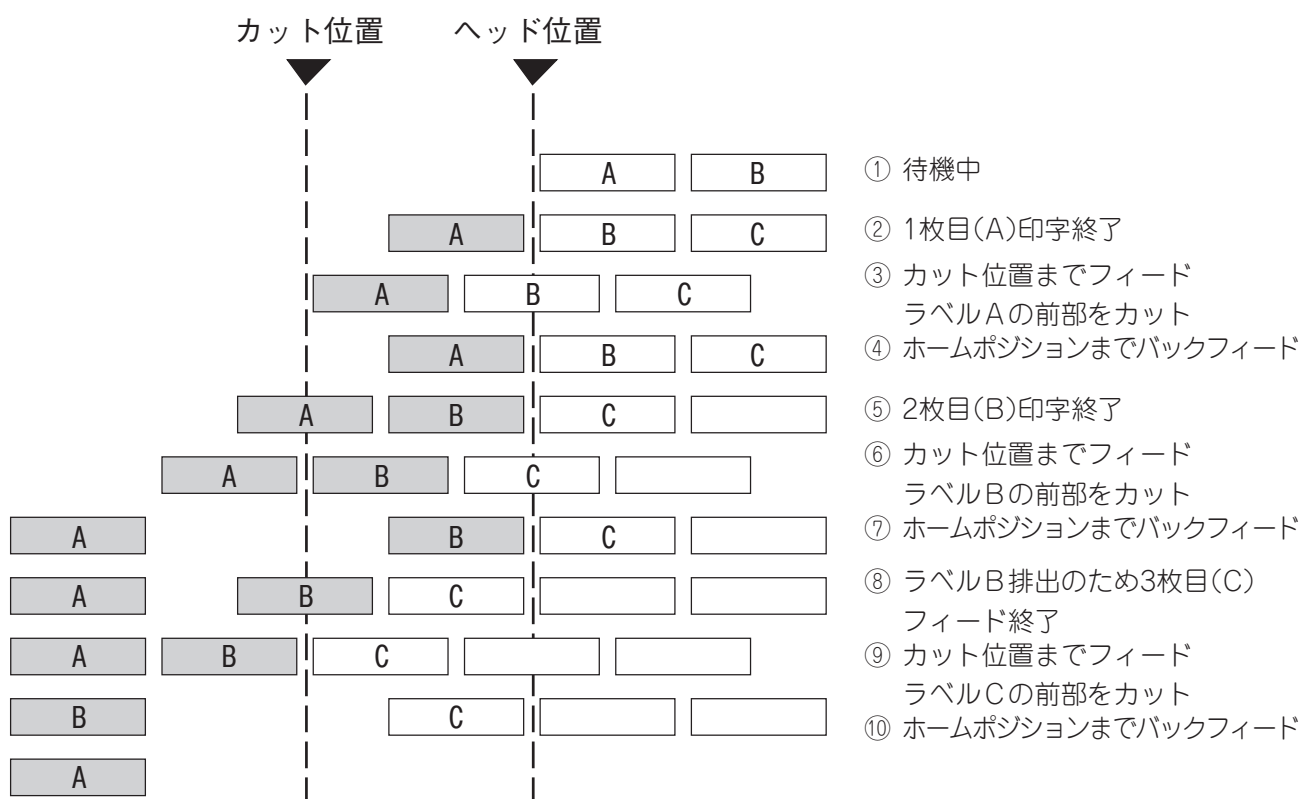 カット位置 ヘッド位置
A B ① 待機中
A B C ② 1枚目(A)印字終了
A B C ③ カット位置までフィード
ラベルAの前部をカット
A B C ④ ホームポジションまでバックフィード
A B C ⑤ 2枚目(B)印字終了
A B C ⑥ カット位置までフィード
ラベルBの前部をカット
A B C ⑦ ホームポジションまでバックフィード
A B C ⑧ ラベルB排出のため3枚目(C)
フィード終了
A B C ⑨ カット位置までフィード
ラベルCの前部をカット
B C ⑩ ホームポジションまでバックフィード
A